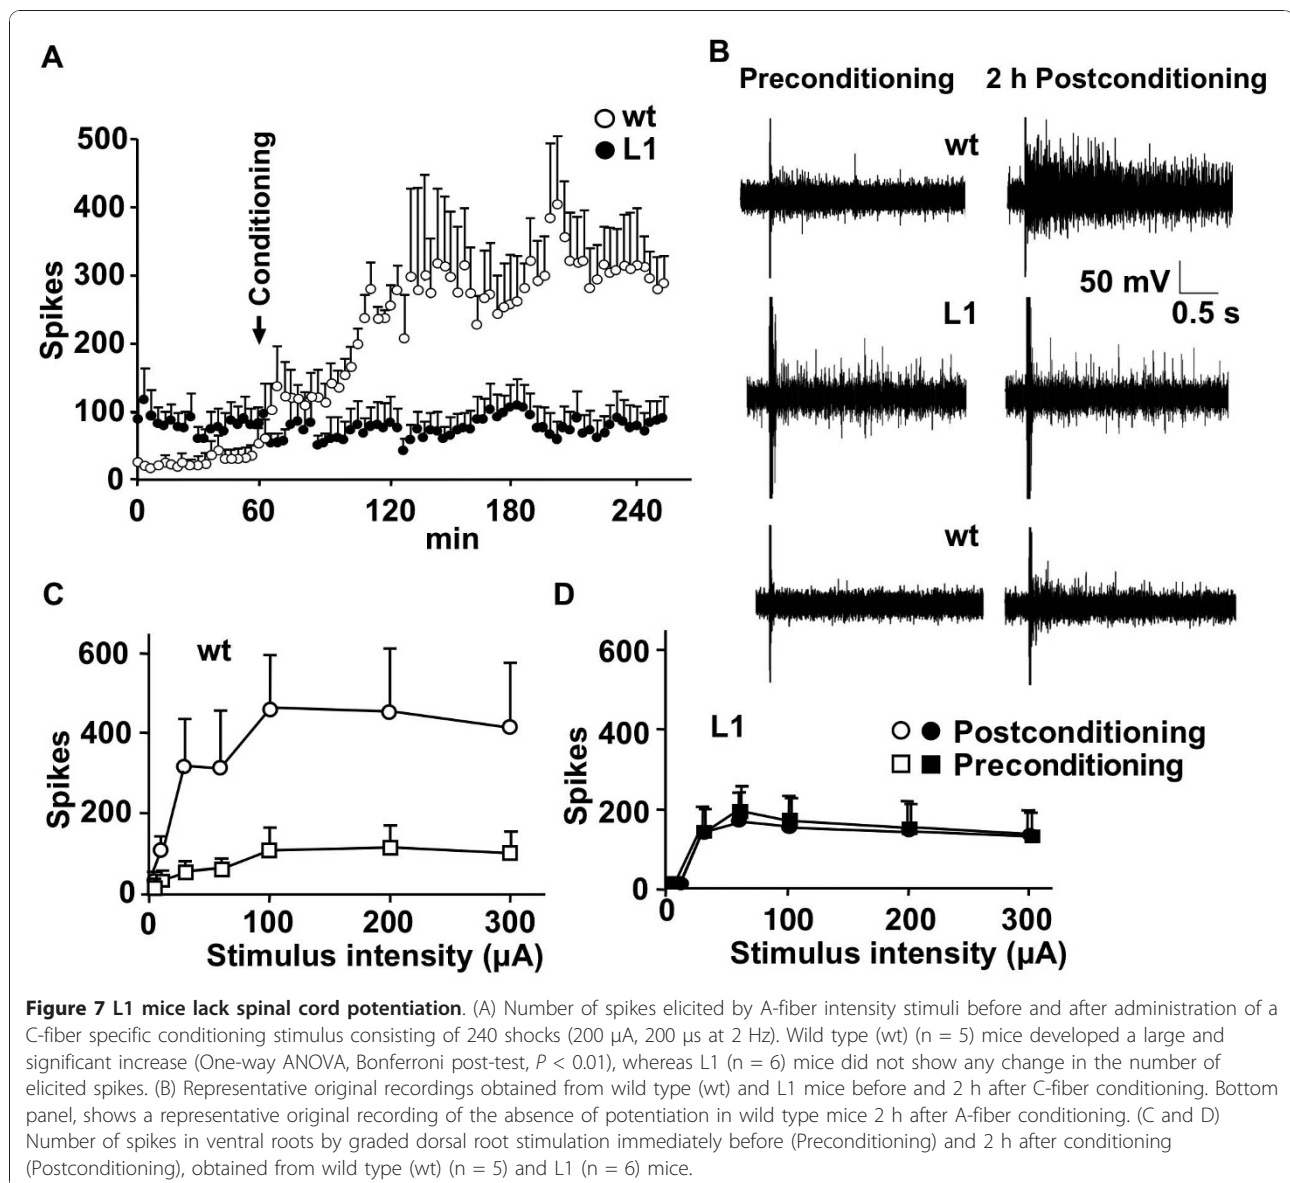 A
B
Preconditioning 2 h Postconditioning
wt
L1
Conditioning
500
400
300
200
100
0
Spikes
0 60 120 180 240
min
wt
50 mV
0.5 s
L1
wt
C
wt
600
400
200
0
Spikes
0 100 200 300
Stimulus intensity (µA)
D
L1
600
400
200
0
Spikes
0 100 200 300
Stimulus intensity (µA)
Postconditioning
Preconditioning
Figure 7 L1 mice lack spinal cord potentiation. (A) Number of spikes elicited by A-fiber intensity stimuli before and after administration of a
C-fiber specific conditioning stimulus consisting of 240 shocks (200 µA, 200 µs at 2 Hz). Wild type (wt) (n = 5) mice developed a large and
significant increase (One-way ANOVA, Bonferroni post-test, P < 0.01), whereas L1 (n = 6) mice did not show any change in the number of
elicited spikes. (B) Representative original recordings obtained from wild type (wt) and L1 mice before and 2 h after C-fiber conditioning. Bottom
panel, shows a representative original recording of the absence of potentiation in wild type mice 2 h after A-fiber conditioning. (C and D)
Number of spikes in ventral roots by graded dorsal root stimulation immediately before (Preconditioning) and 2 h after conditioning
(Postconditioning), obtained from wild type (wt) (n = 5) and L1 (n = 6) mice.